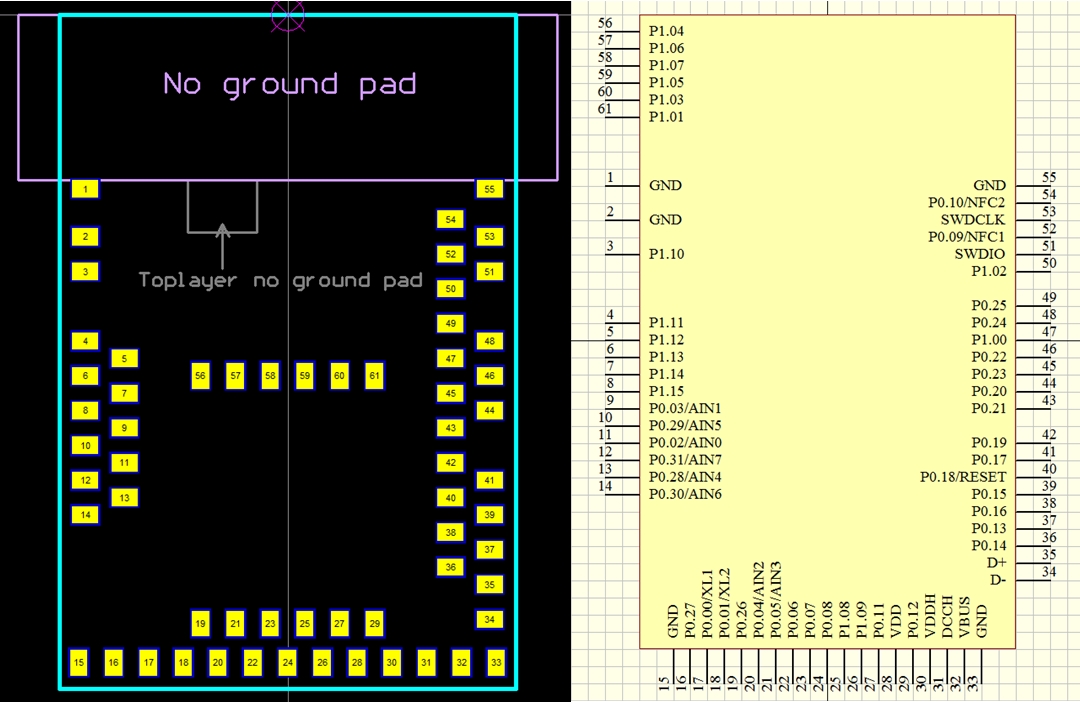 No ground pad
1 55
54
2 53
52
3 51
Toplayer no ground pad
50
49
4 48
5 47
6 56 57 58 59 60 61 46
7 45
8 44
9 43
10
11 42
12 41
13 40
14 39
38
37
36
35
19 21 23 25 27 29 34
15 16 17 18 20 22 24 26 28 30 31 32 33
56 P1.04
57 P1.06
58 P1.07
59 P1.05
60 P1.03
61 P1.01
1 GND
2 GND
3 P1.10
4 P1.11
5 P1.12
6 P1.13
7 P1.14
8 P1.15
9 P0.03/AIN1
10 P0.29/AIN5
11 P0.02/AIN0
12 P0.31/AIN7
13 P0.28/AIN4
14 P0.30/AIN6
GND 55
P0.10/NFC2 54
SWDCLK 53
P0.09/NFC1 52
SWDIO 51
P1.02 50
P0.25 49
P0.24 48
P1.00 47
P0.22 46
P0.23 45
P0.20 44
P0.21 43
P0.19 42
P0.17 41
P0.18/RESET 40
P0.15 39
P0.16 38
P0.13 37
P0.14 36
D+ 35
D- 34
15 GND
16 P0.27
17 P0.00/XL1
18 P0.01/XL2
19 P0.26
20 P0.04/AIN2
21 P0.05/AIN3
22 P0.06
23 P0.07
24 P0.08
25 P1.08
26 P1.09
27 P0.11
28 VDD
29 P0.12
30 VDDH
31 DCCH
32 VBUS
33 GND